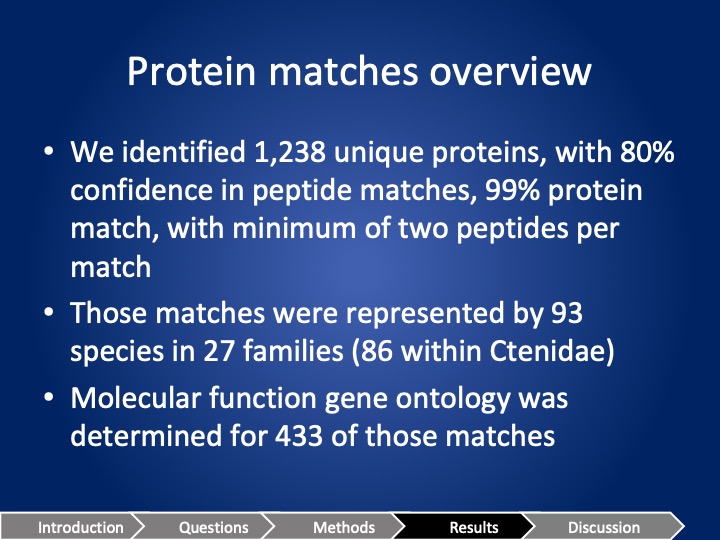 Protein matches overview
• We identified 1,238 unique proteins, with 80%
confidence in peptide matches, 99% protein
match, with minimum of two peptides per
match
• Those matches were represented by 93
species in 27 families (86 within Ctenidae)
• Molecular function gene ontology was
determined for 433 of those matches
Introduction Questions Methods Results Discussion